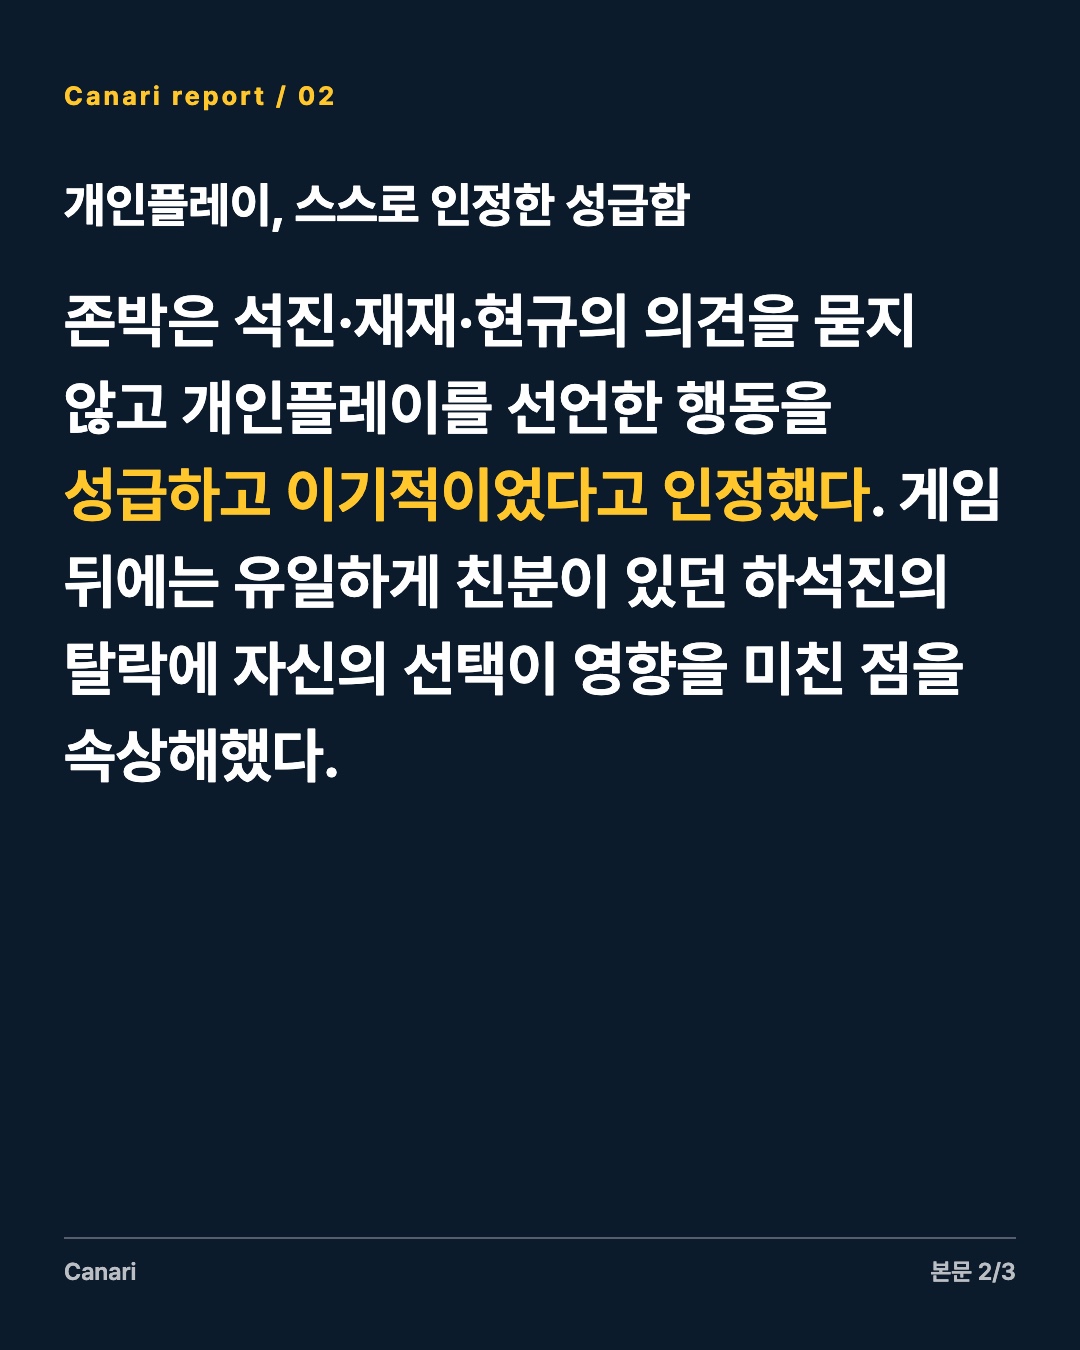 Canari report / 02
개인플레이, 스스로 인정한 성급함
존박은 석진·재재·현규의 의견을 묻지
않고 개인플레이를 선언한 행동을
성급하고 이기적이었다고 인정했다. 게임
뒤에는 유일하게 친분이 있던 하석진의
탈락에 자신의 선택이 영향을 미친 점을
속상해했다.
Canari
본문 2/3